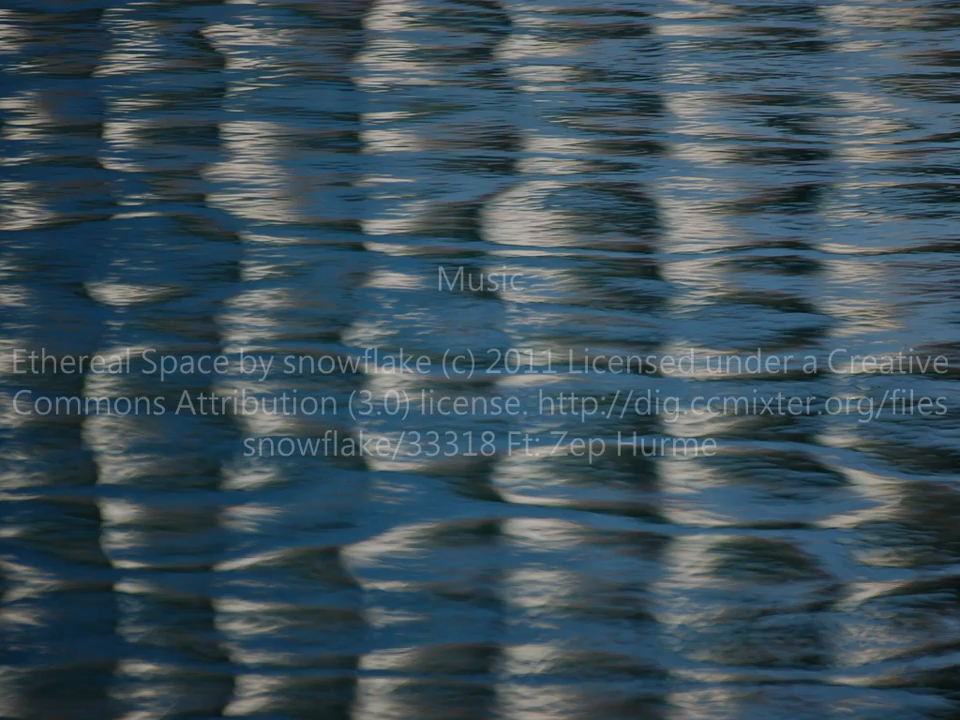 Music
Ethereal Space by snowflake (c) 2011 Licensed under a Creative
Commons Attribution (3.0) license. http://dig.ccmixter.org/files
snowflake/33318 Ft: Zep Hurme